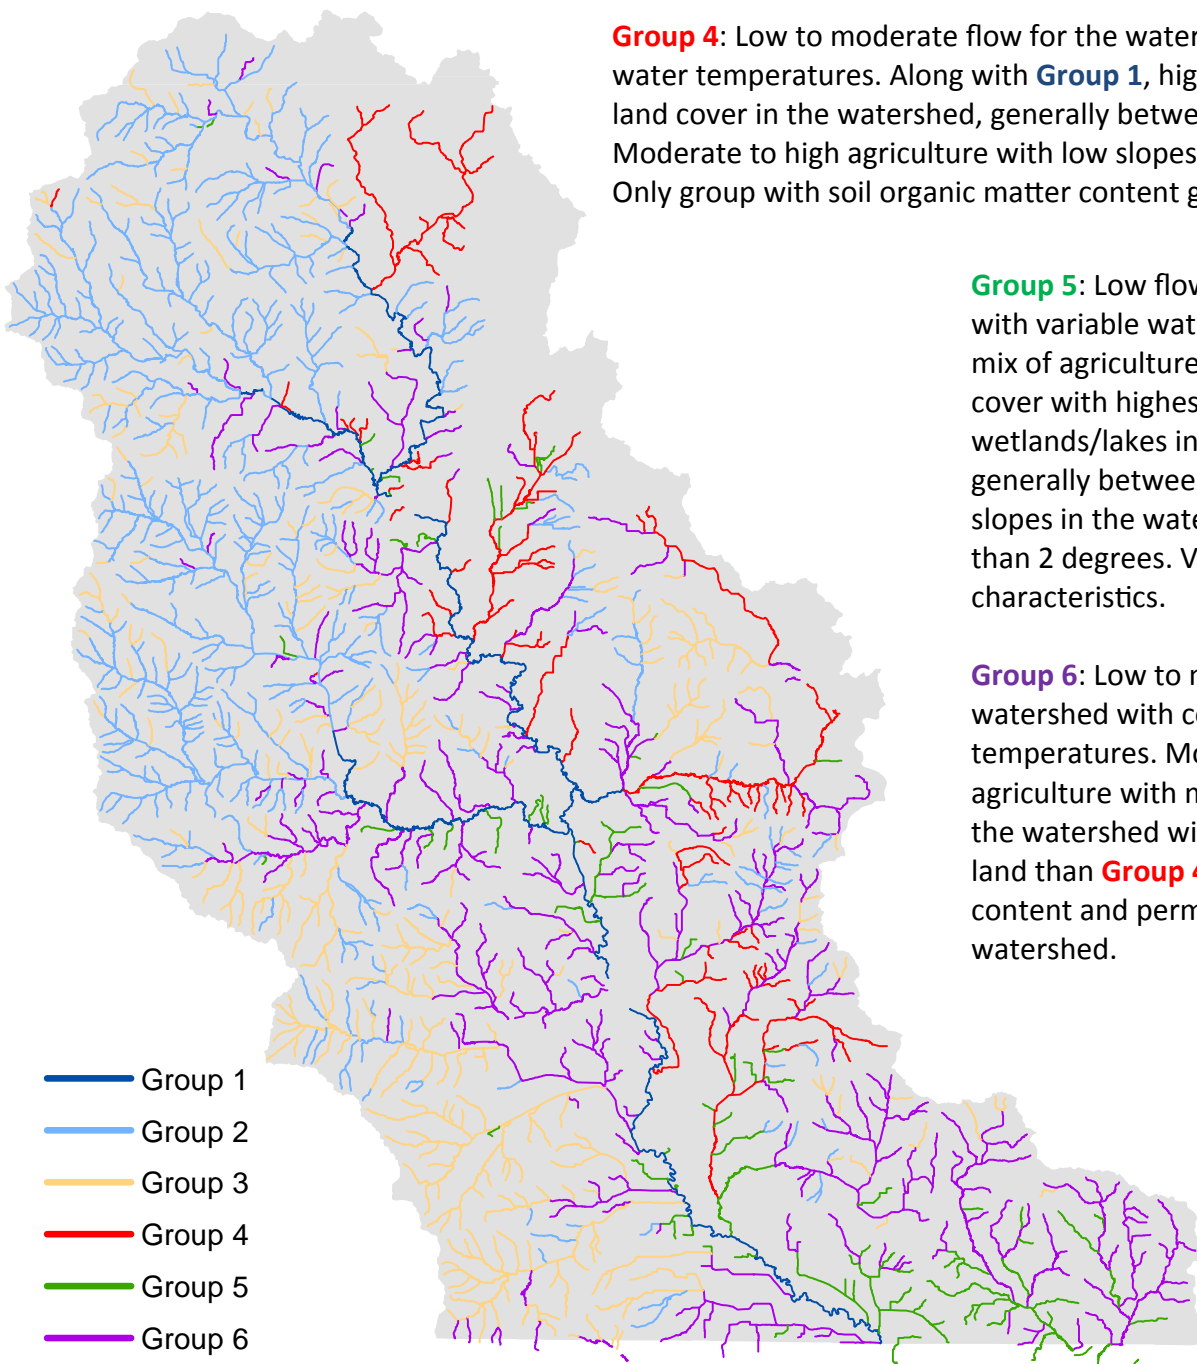 Group 4: Low to moderate flow for the water
water temperatures. Along with Group 1, hig
land cover in the watershed, generally betwe
Moderate to high agriculture with low slopes
Only group with soil organic matter content g
Group 5: Low flow
with variable wat
mix of agriculture
cover with highes
wetlands/lakes in
generally betwee
slopes in the wate
than 2 degrees. V
characteristics.
Group 6: Low to m
watershed with co
temperatures. Mo
agriculture with m
the watershed wi
land than Group 4
content and perm
watershed.
Group 1
Group 2
Group 3
Group 4
Group 5
Group 6